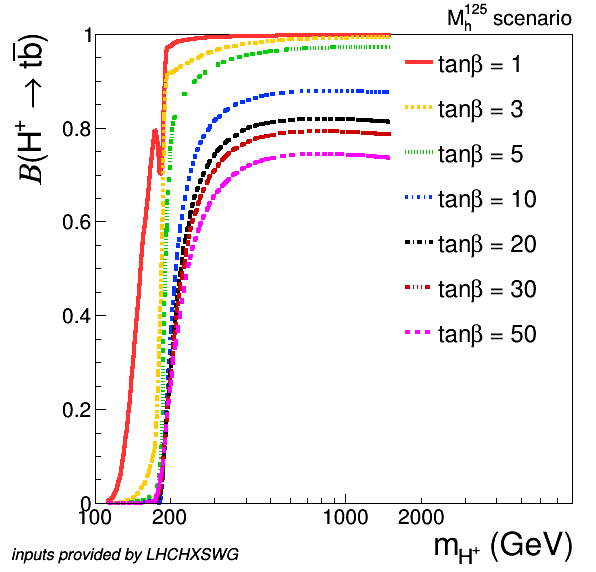 M_h^125 scenario
B(H⁺ → tb̅)
1
0.8
0.6
0.4
0.2
0
100
200
1000
2000
tanβ = 1
tanβ = 3
tanβ = 5
tanβ = 10
tanβ = 20
tanβ = 30
tanβ = 50
m_H⁺ (GeV)
inputs provided by LHCHXSWG